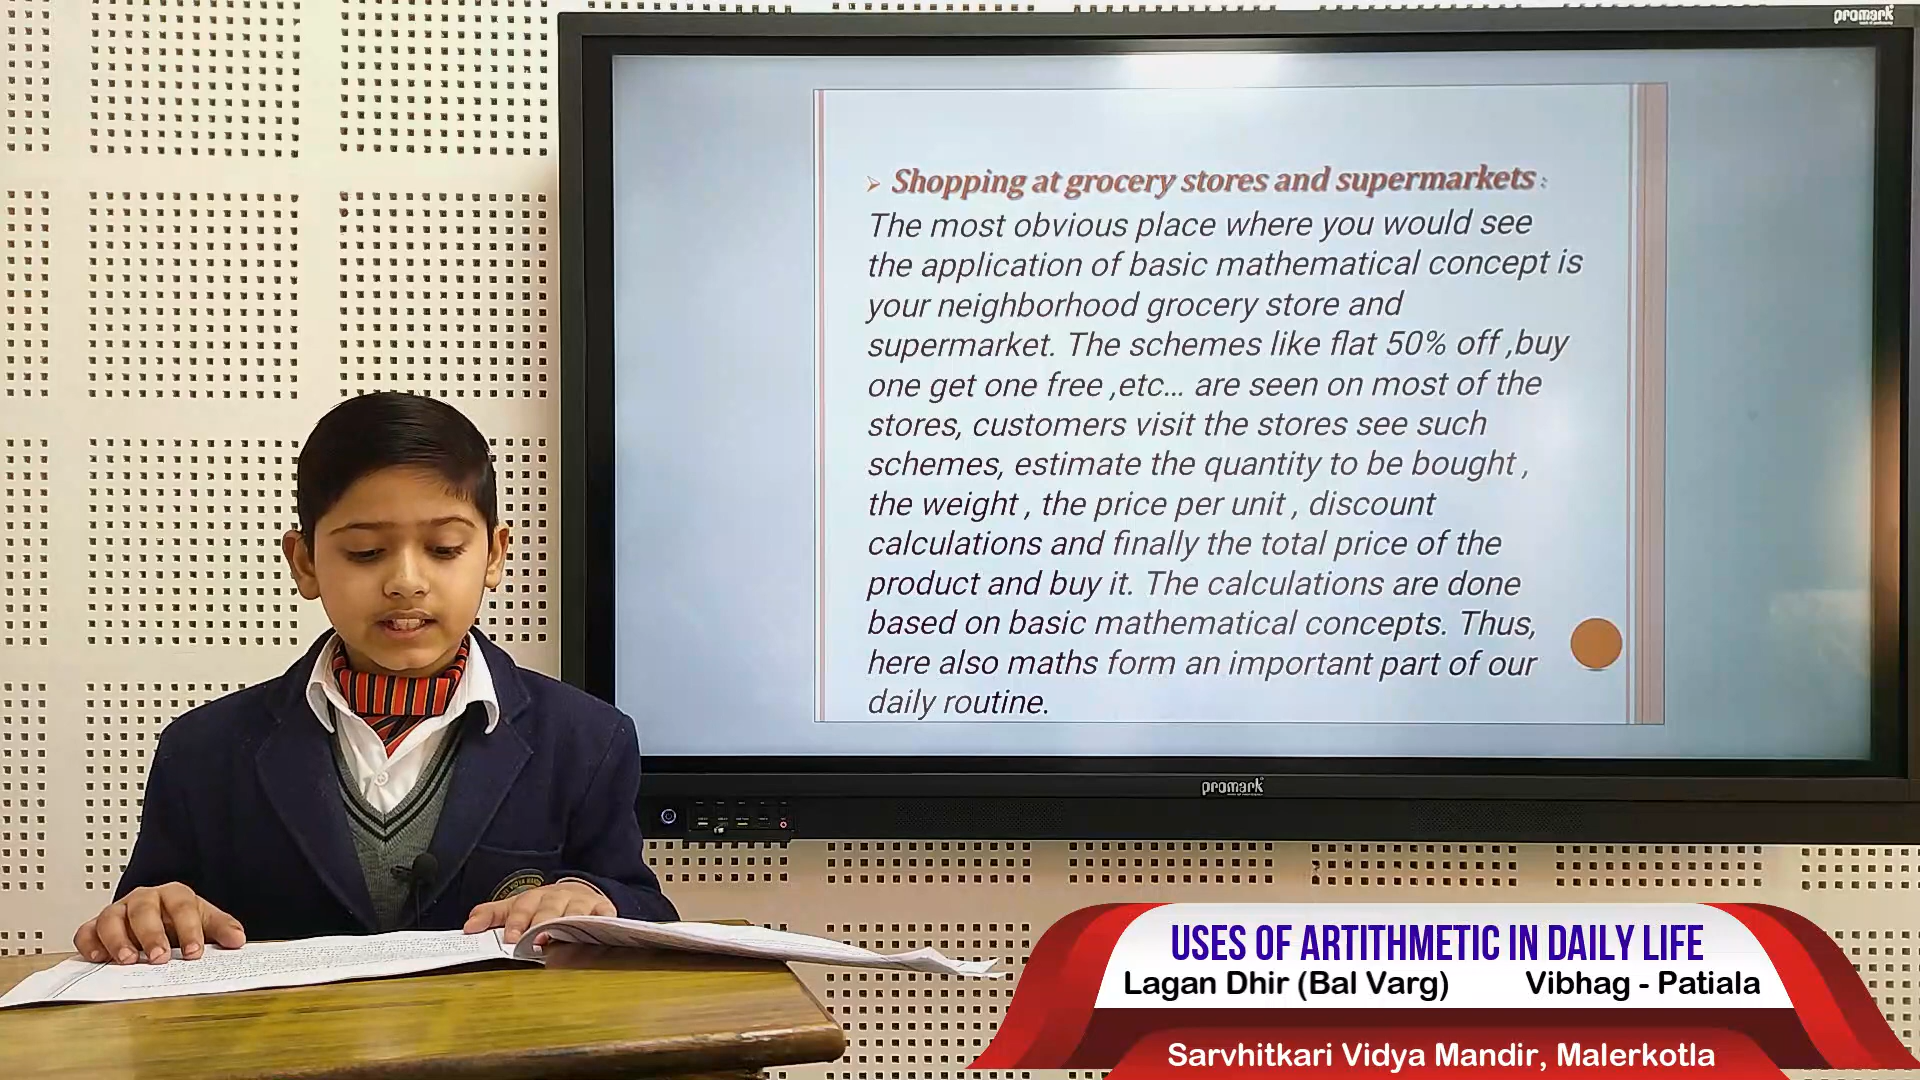 promark
➢ Shopping at grocery stores and supermarkets :
The most obvious place where you would see
the application of basic mathematical concept is
your neighborhood grocery store and
supermarket. The schemes like flat 50% off ,buy
one get one free ,etc... are seen on most of the
stores, customers visit the stores see such
schemes, estimate the quantity to be bought ,
the weight , the price per unit , discount
calculations and finally the total price of the
product and buy it. The calculations are done
based on basic mathematical concepts. Thus,
here also maths form an important part of our
daily routine.
promark
USES OF ARTITHMETIC IN DAILY LIFE
Lagan Dhir (Bal Varg) Vibhag - Patiala
Sarvhitkari Vidya Mandir, Malerkotla